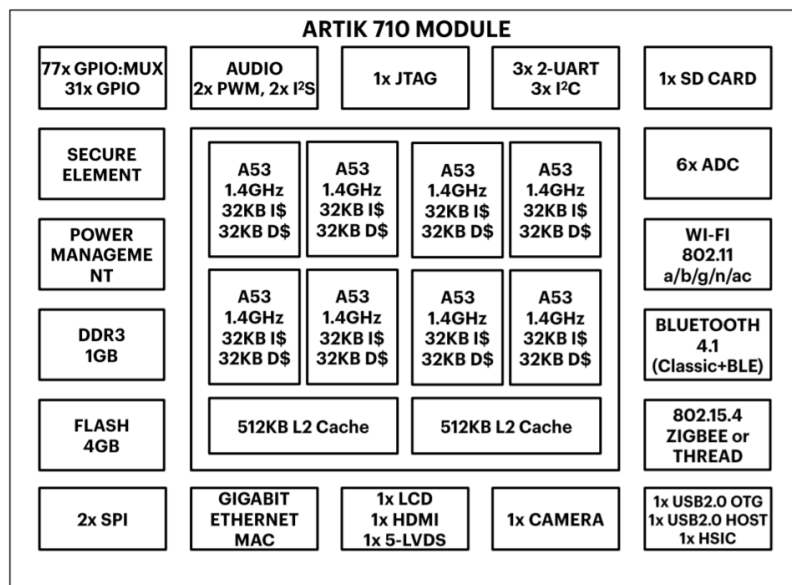 ARTIK 710 MODULE
77x GPIO:MUX
31x GPIO
AUDIO
2x PWM, 2x I²S
1x JTAG
3x 2-UART
3x I²C
1x SD CARD
SECURE
ELEMENT
A53
1.4GHz
32KB I$
32KB D$
A53
1.4GHz
32KB I$
32KB D$
A53
1.4GHz
32KB I$
32KB D$
A53
1.4GHz
32KB I$
32KB D$
6x ADC
POWER
MANAGEME
NT
WI-FI
802.11
a/b/g/n/ac
A53
1.4GHz
32KB I$
32KB D$
A53
1.4GHz
32KB I$
32KB D$
A53
1.4GHz
32KB I$
32KB D$
A53
1.4GHz
32KB I$
32KB D$
DDR3
1GB
BLUETOOTH
4.1
(Classic+BLE)
FLASH
4GB
512KB L2 Cache
512KB L2 Cache
802.15.4
ZIGBEE or
THREAD
2x SPI
GIGABIT
ETHERNET
MAC
1x LCD
1x HDMI
1x 5-LVDS
1x CAMERA
1x USB2.0 OTG
1x USB2.0 HOST
1x HSIC